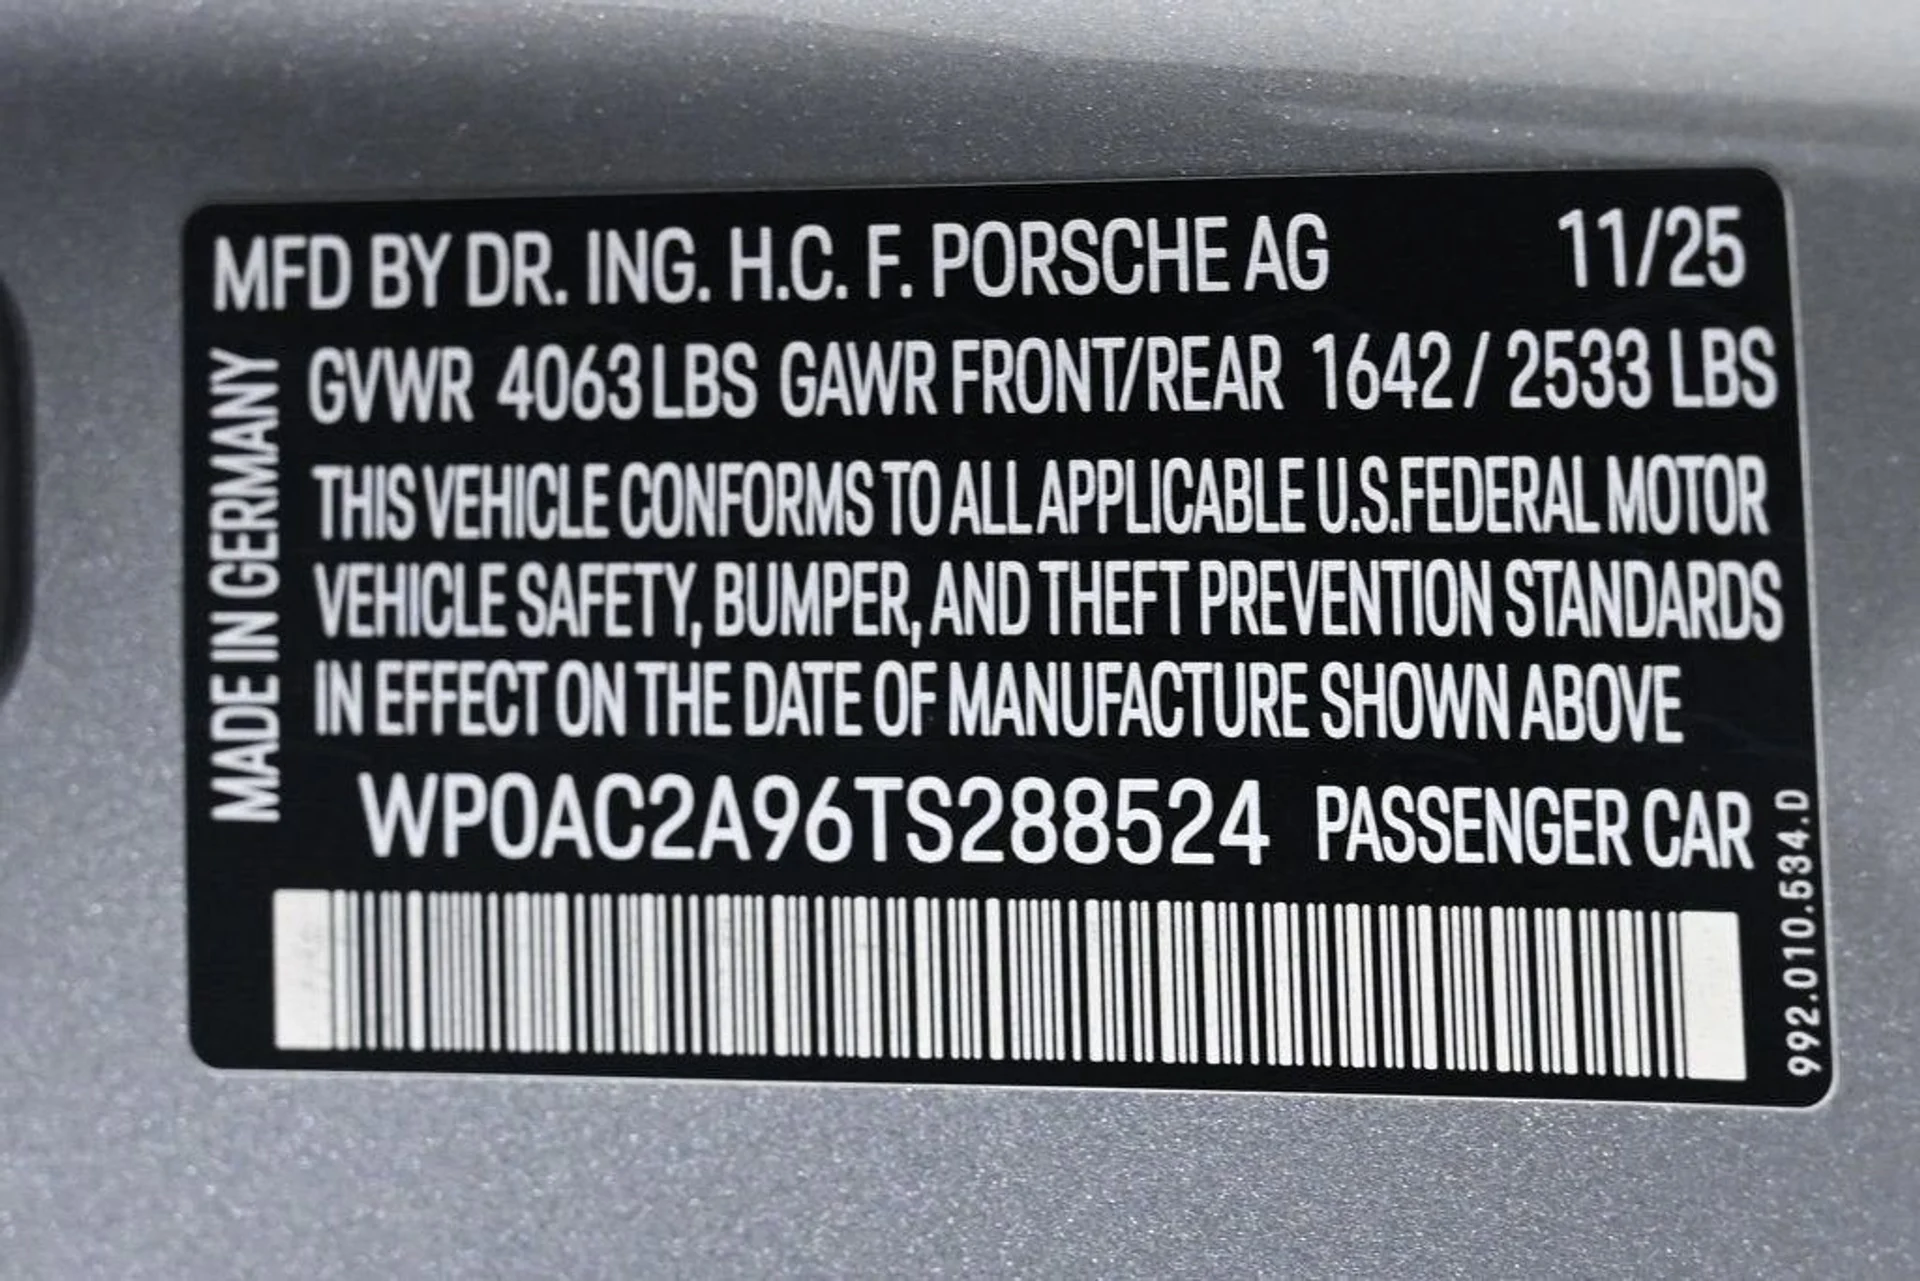 MFD BY DR. ING. H.C. F. PORSCHE AG 11/25
GVWR 4063 LBS GAWR FRONT/REAR 1642 / 2533 LBS
THIS VEHICLE CONFORMS TO ALL APPLICABLE U.S.FEDERAL MOTOR
VEHICLE SAFETY, BUMPER, AND THEFT PREVENTION STANDARDS
IN EFFECT ON THE DATE OF MANUFACTURE SHOWN ABOVE
WP0AC2A96TS288524 PASSENGER CAR
MADE IN GERMANY
992.010.534.D